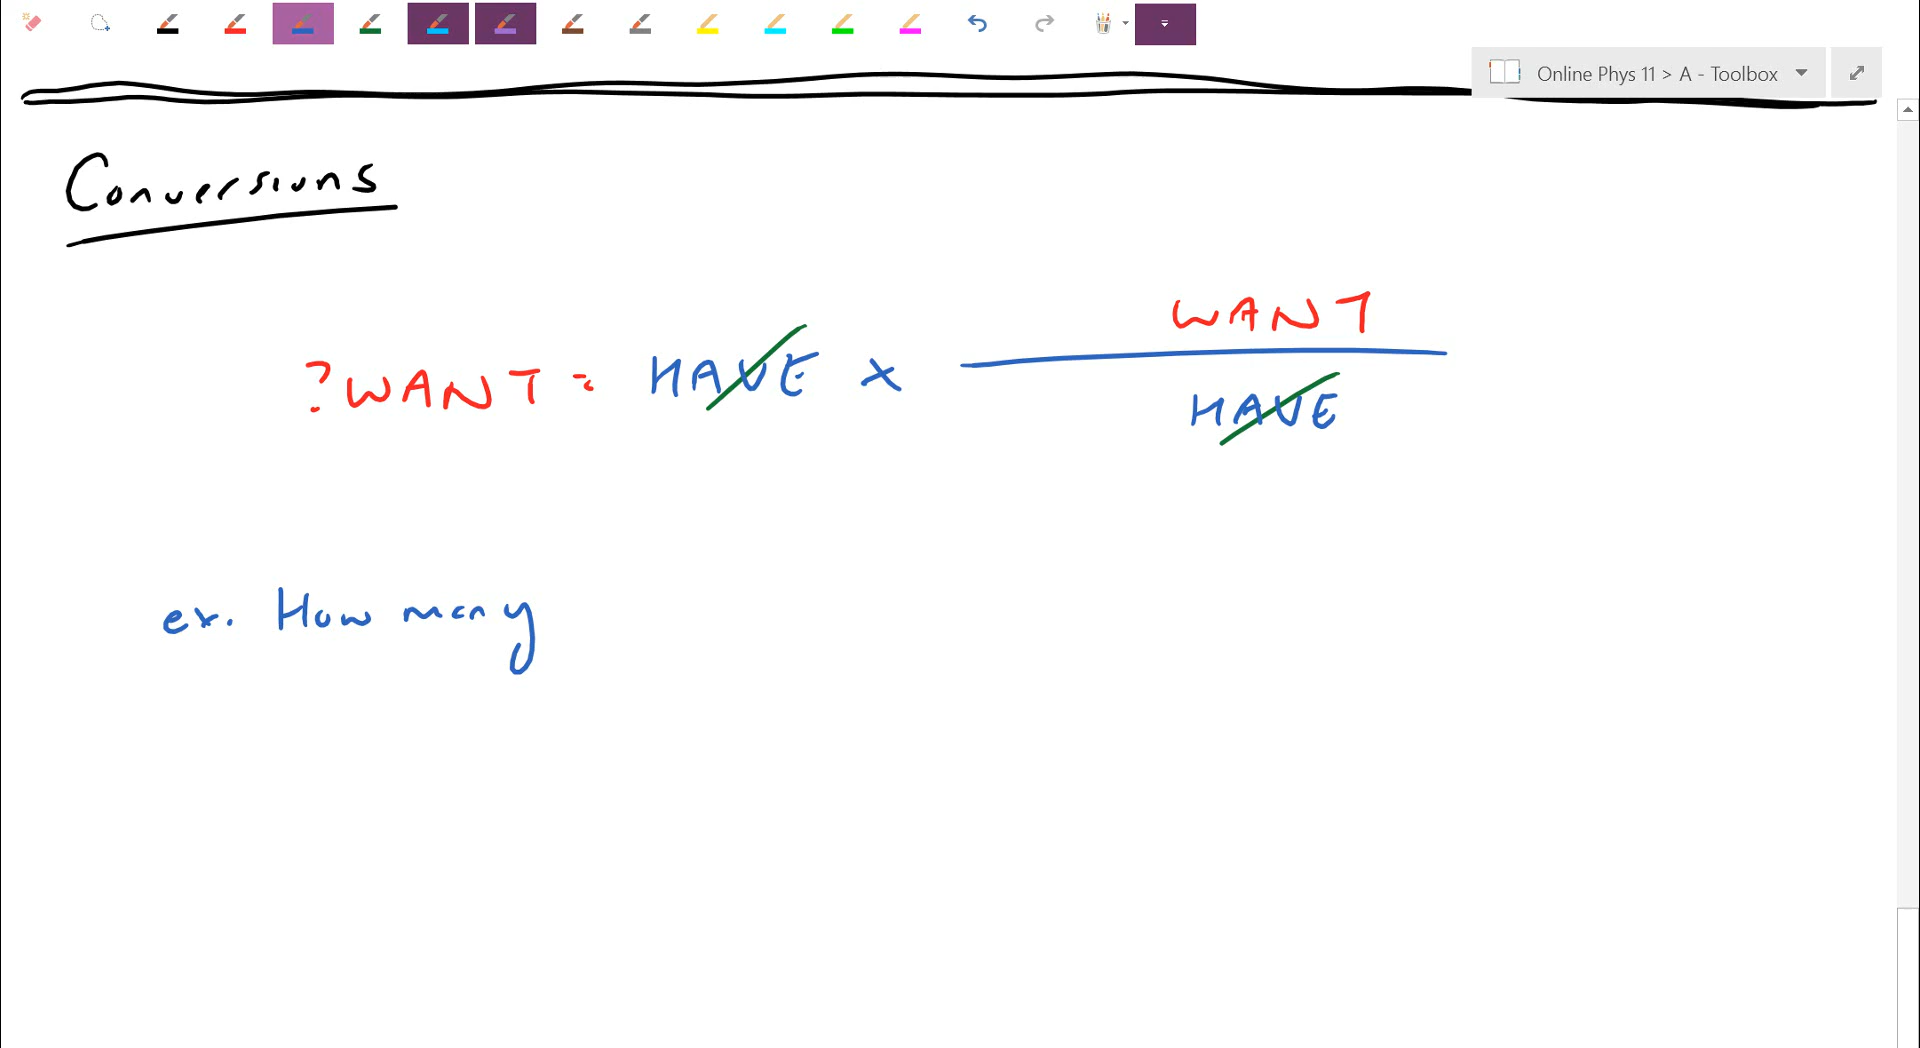 Online Phys 11 > A - Toolbox
Conversions
?WANT = HAVE x WANT
HAVE
ex. How many